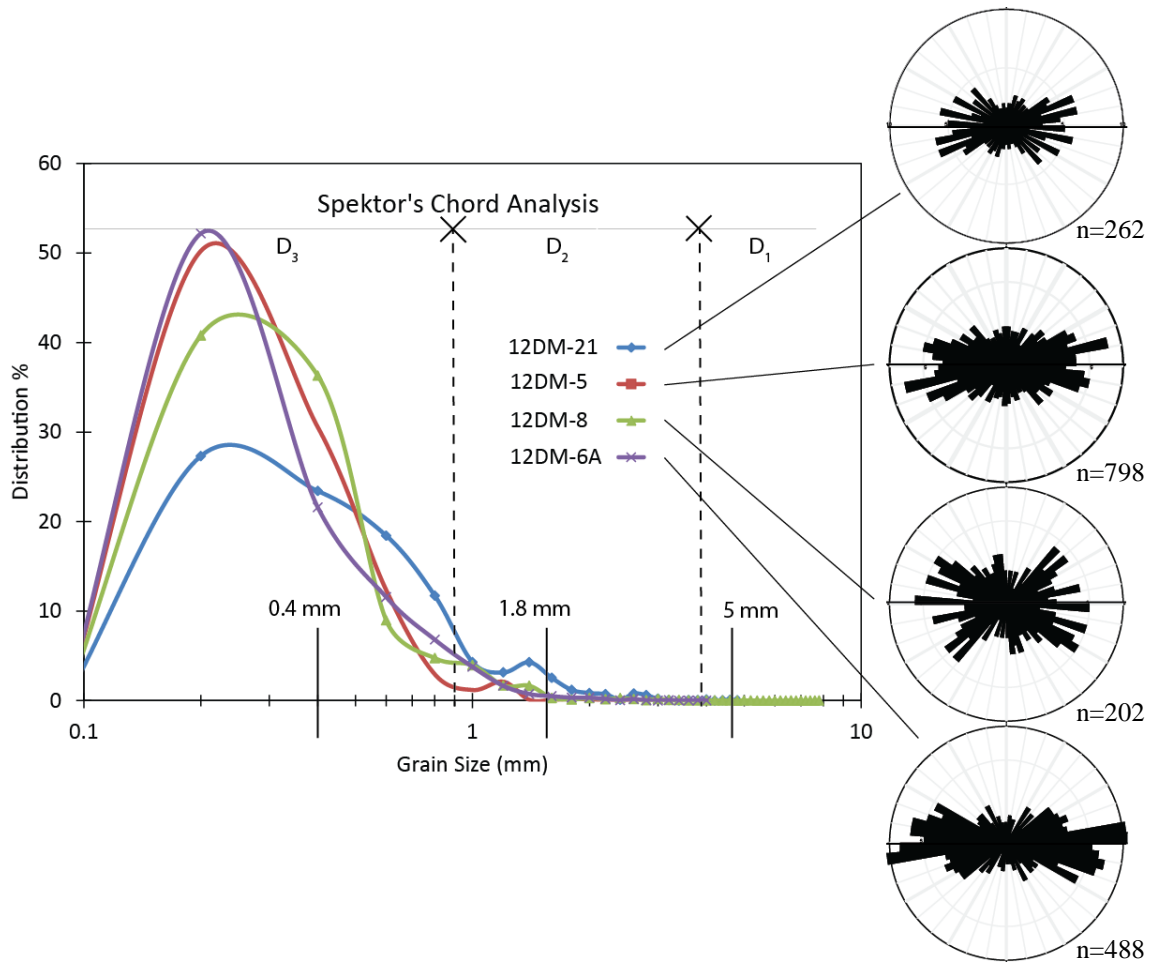 Spektor's Chord Analysis
60
50
40
30
20
10
0
Distribution %
D3
D2
D1
12DM-21
12DM-5
12DM-8
12DM-6A
0.4 mm
1.8 mm
5 mm
0.1
1
10
Grain Size (mm)
n=262
n=798
n=202
n=488